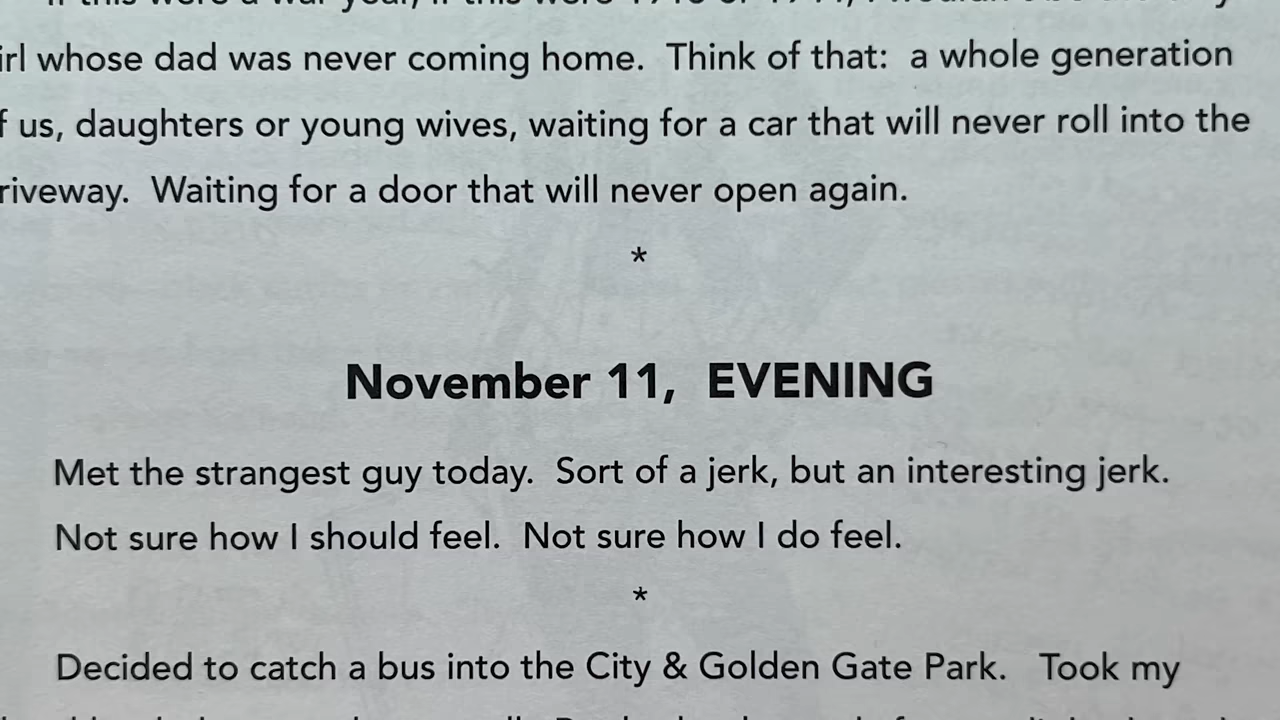 irl whose dad was never coming home.  Think of that:  a whole generation
f us, daughters or young wives, waiting for a car that will never roll into the
riveway.  Waiting for a door that will never open again.
*
November 11,  EVENING
Met the strangest guy today.  Sort of a jerk, but an interesting jerk.
Not sure how I should feel.  Not sure how I do feel.
*
Decided to catch a bus into the City & Golden Gate Park.   Took my